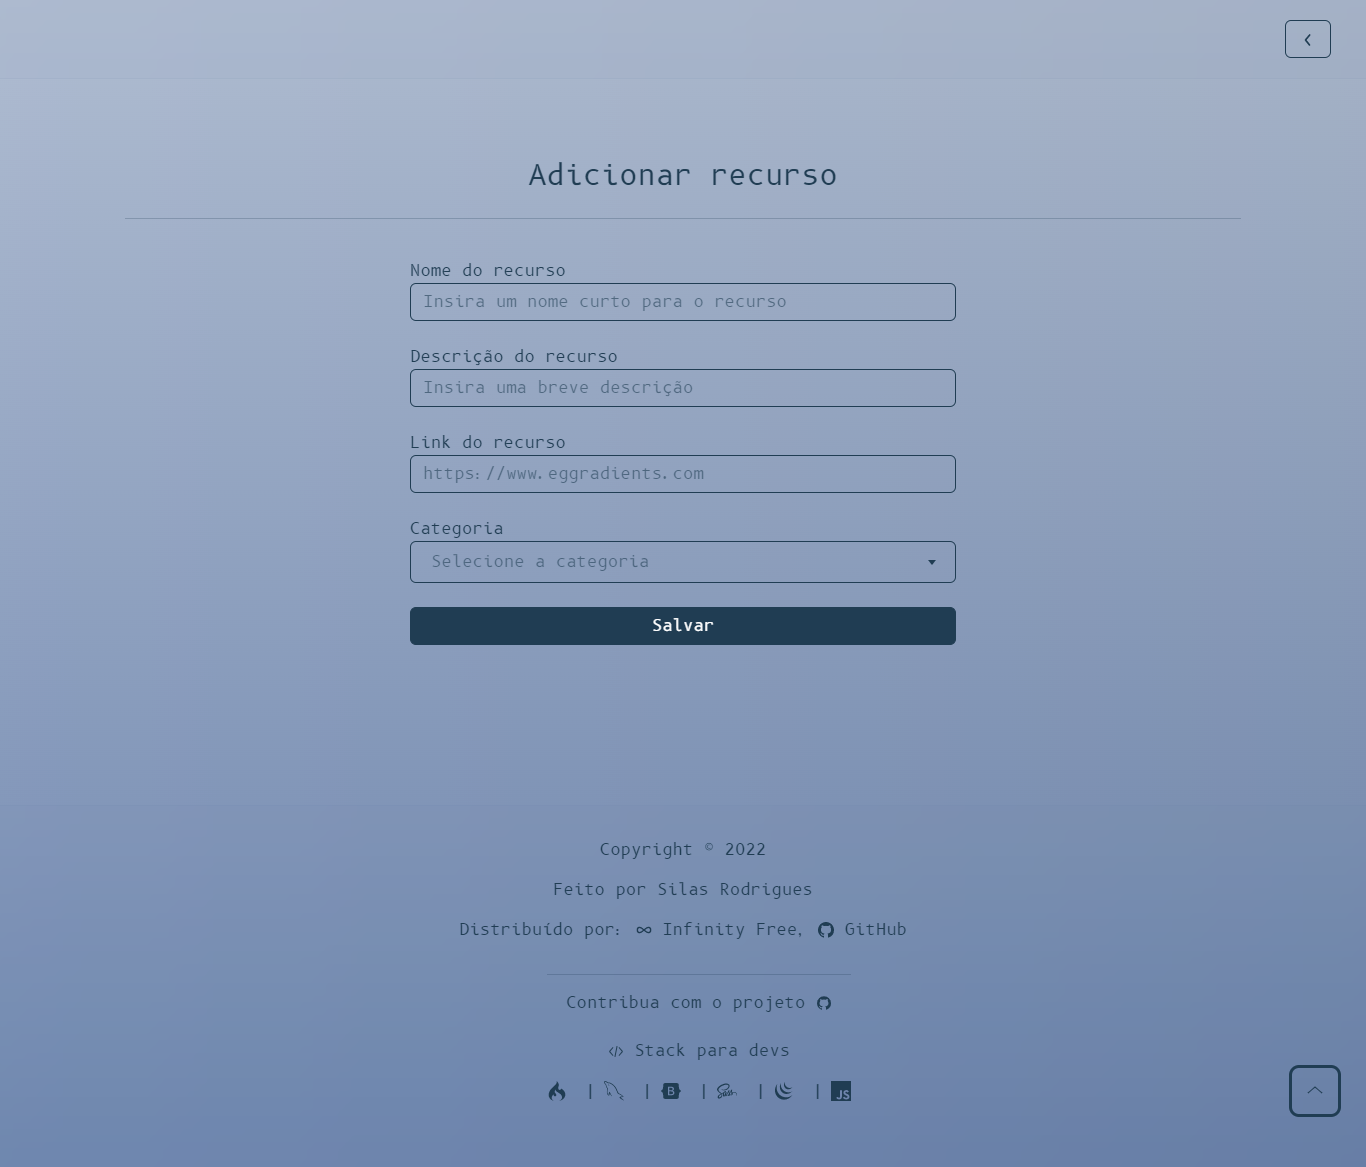 Adicionar recurso
Nome do recurso
Insira um nome curto para o recurso
Descrição do recurso
Insira uma breve descrição
Link do recurso
https://www.eggradients.com
Categoria
Selecione a categoria
Salvar
Copyright © 2022
Feito por Silas Rodrigues
Distribuído por: Infinity Free, GitHub
Contribua com o projeto
Stack para devs
| | B | Sass | | JS